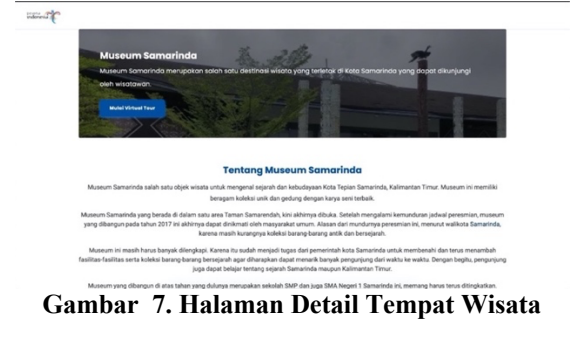 Museum Samarinda
Museum Samarinda merupakan salah satu destinasi wisata yang terletak di Kota Samarinda yang dapat dikunjungi
oleh wisatawan.
Mulai Virtual Tour
Tentang Museum Samarinda
Museum Samarinda salah satu objek wisata untuk mengenal sejarah dan kebudayaan Kota Tepian Samarinda, Kalimantan Timur. Museum ini memiliki
beragam koleksi unik dan gedung dengan karya seni terbaik.
Museum Samarinda yang berada di dalam satu area Taman Samarendah, kini akhirnya dibuka. Setelah mengalami kemunduran jadwal peresmian, museum
yang dibangun pada tahun 2017 ini akhirnya dapat dinikmati oleh masyarakat umum. Alasan dari mundurnya peresmian ini, menurut walikota Samarinda,
karena masih kurangnya koleksi barang-barang antik dan bersejarah.
Museum ini masih harus banyak dilengkapi. Karena itu sudah menjadi tugas dari pemerintah kota Samarinda untuk membenahi dan terus menambah
fasilitas-fasilitas serta koleksi barang-barang bersejarah agar diharapkan dapat menarik banyak pengunjung dari waktu ke waktu. Dengan begitu, pengunjung
juga dapat belajar tentang sejarah Samarinda maupun Kalimantan Timur.
Museum yang dibangun di atas tahan yang dulunya merupakan sekolah SMP dan juga SMA Negeri 1 Samarinda ini, memang harus terus ditingkatkan.
Gambar 7. Halaman Detail Tempat Wisata